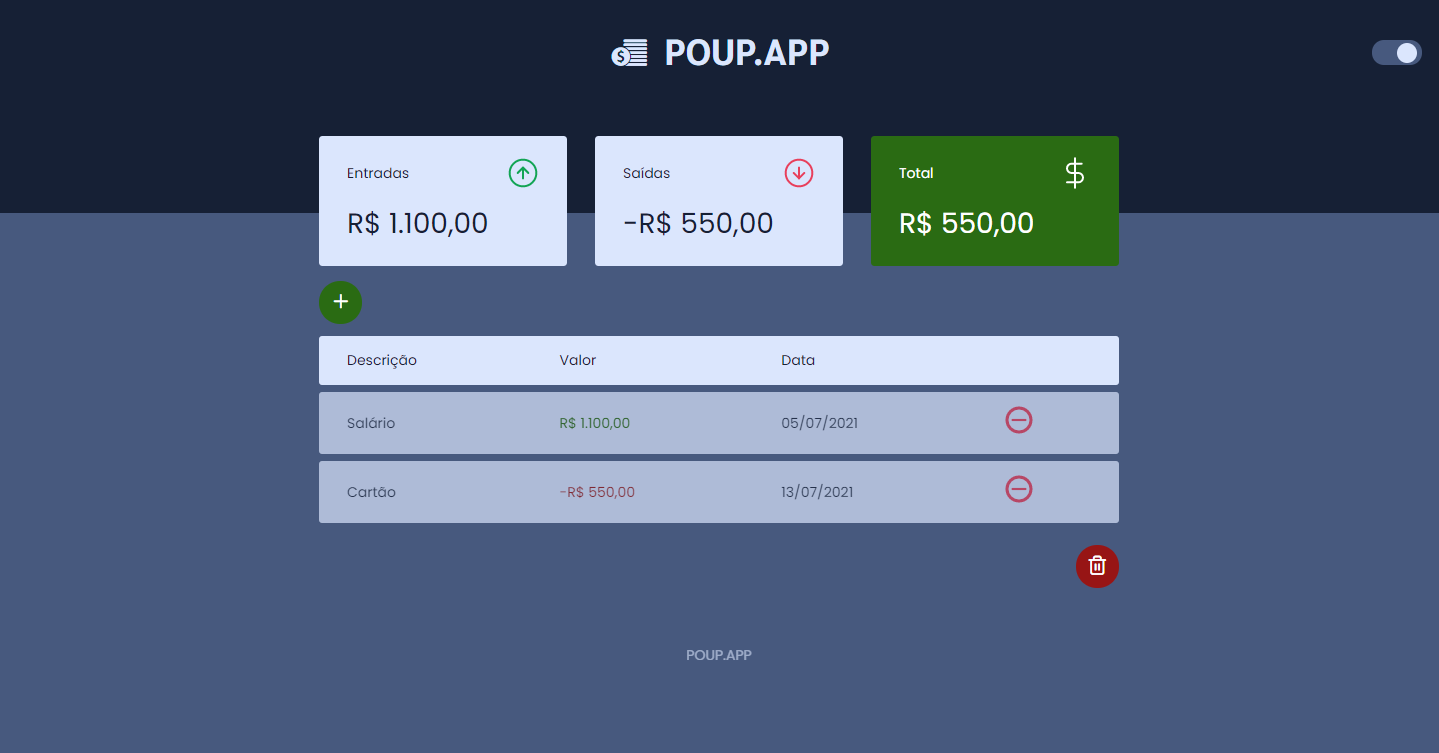 POUP.APP
Entradas
R$ 1.100,00
Saídas
-R$ 550,00
Total
R$ 550,00
Descrição Valor Data
Salário R$ 1.100,00 05/07/2021
Cartão -R$ 550,00 13/07/2021
POUP.APP